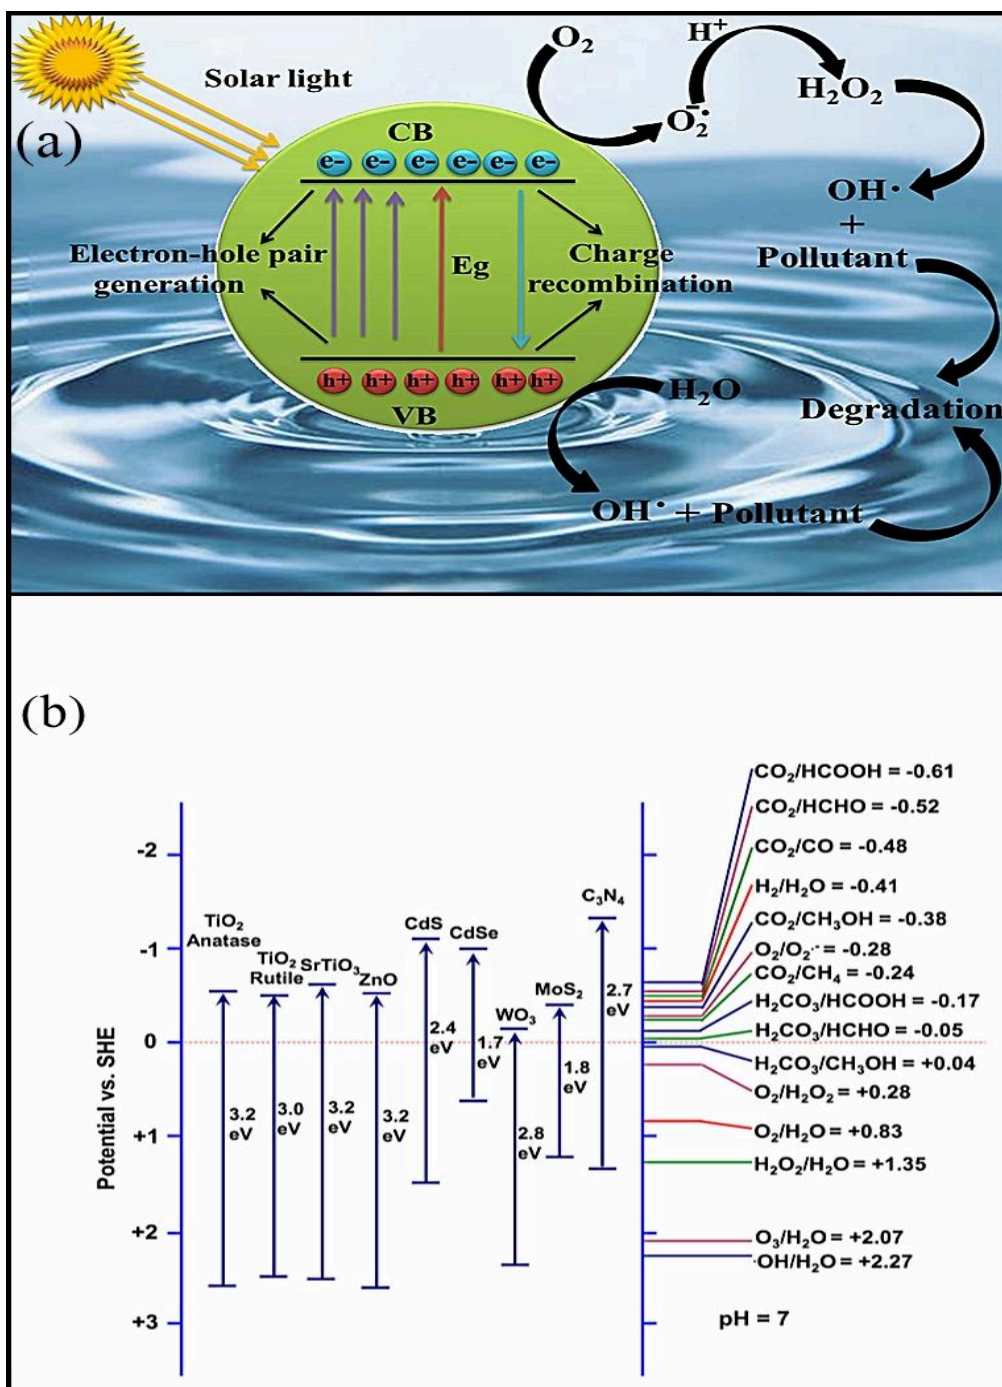 (a)
Solar light
CB
e− e− e− e− e− e−
Electron-hole pair
generation
Eg
Charge
recombination
h+ h+ h+ h+ h+ h+
VB
O₂
H⁺
O₂⁻˙
H₂O₂
OH·
+
Pollutant
H₂O
Degradation
OH˙ + Pollutant
(b)
Potential vs. SHE
-2
-1
0
+1
+2
+3
TiO₂
Anatase
3.2
eV
TiO₂
Rutile
3.0
eV
SrTiO₃
3.2
eV
ZnO
3.2
eV
CdS
2.4
eV
CdSe
1.7
eV
WO₃
2.8
eV
MoS₂
1.8
eV
C₃N₄
2.7
eV
CO₂/HCOOH = -0.61
CO₂/HCHO = -0.52
CO₂/CO = -0.48
H₂/H₂O = -0.41
CO₂/CH₃OH = -0.38
O₂/O₂˙⁻ = -0.28
CO₂/CH₄ = -0.24
H₂CO₃/HCOOH = -0.17
H₂CO₃/HCHO = -0.05
H₂CO₃/CH₃OH = +0.04
O₂/H₂O₂ = +0.28
O₂/H₂O = +0.83
H₂O₂/H₂O = +1.35
O₃/H₂O = +2.07
·OH/H₂O = +2.27
pH = 7